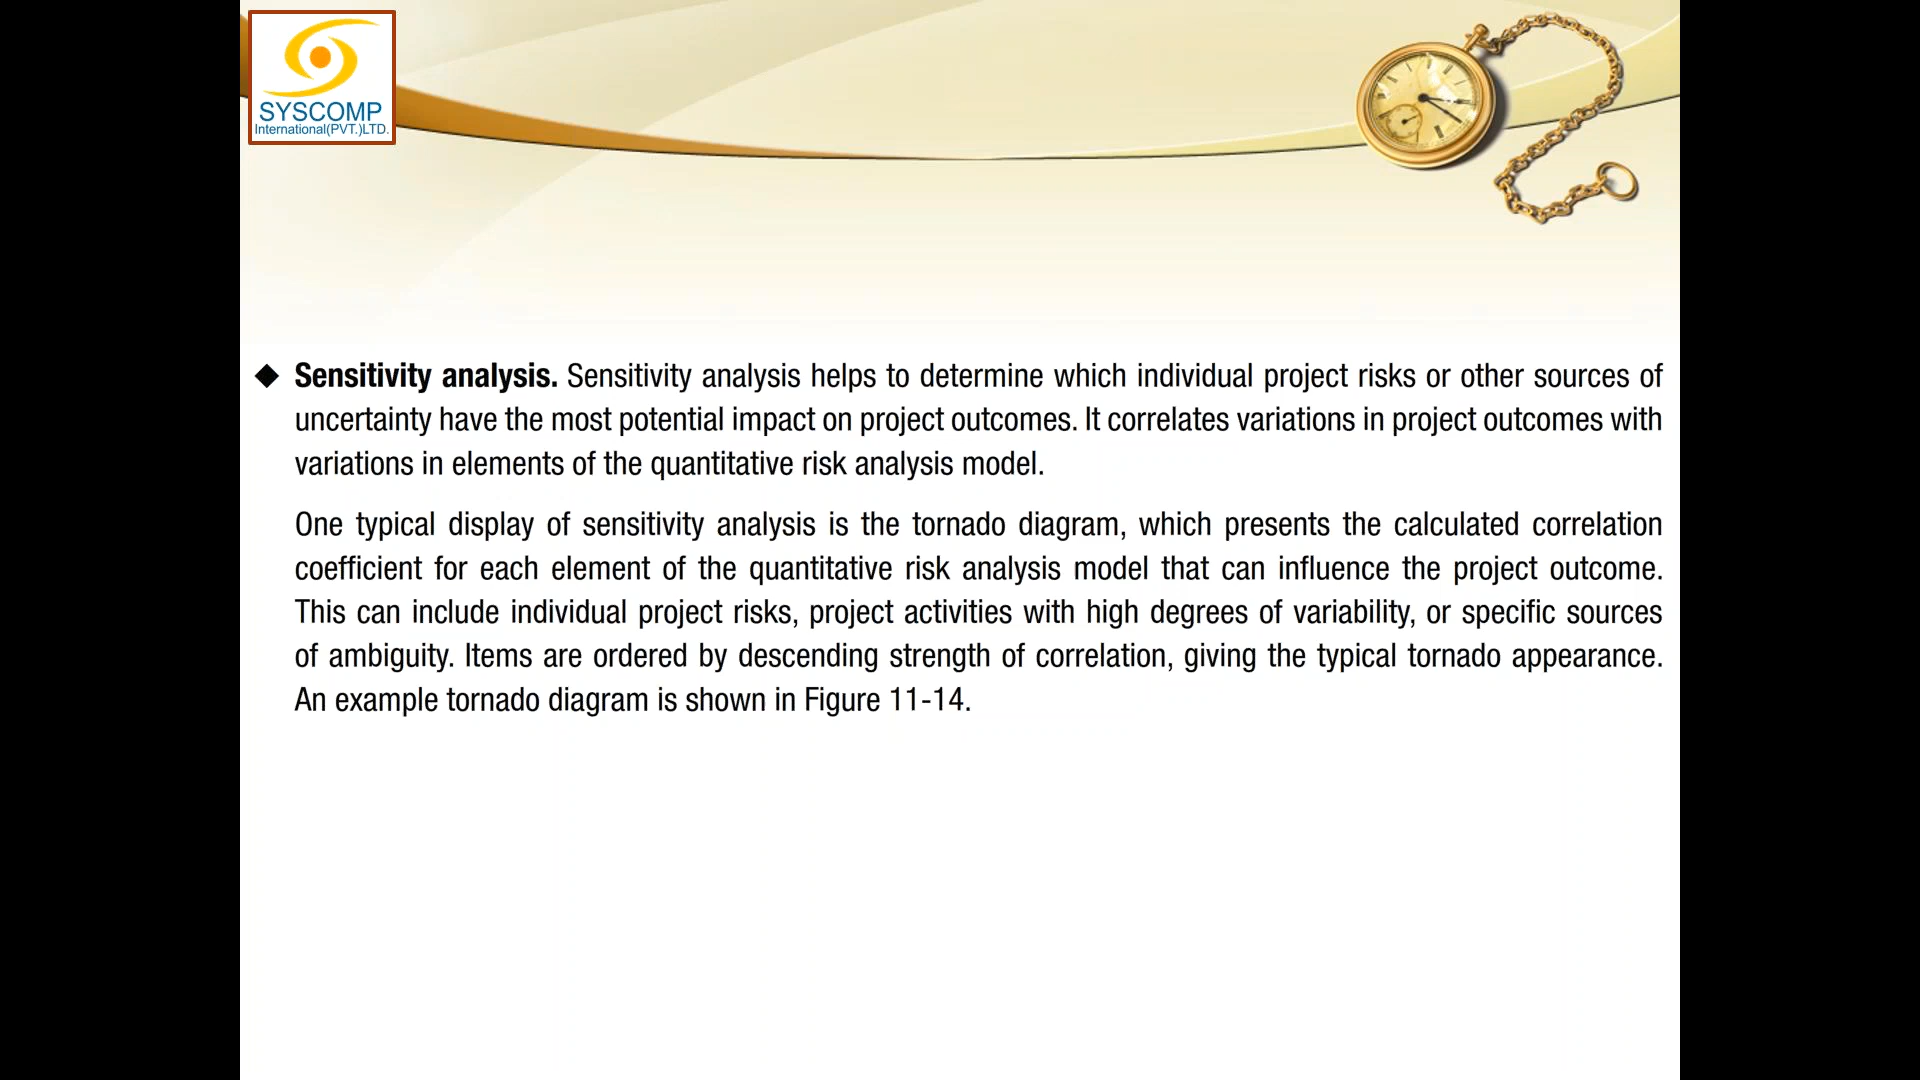 SYSCOMP
International(PVT.)LTD.
◆ Sensitivity analysis. Sensitivity analysis helps to determine which individual project risks or other sources of
uncertainty have the most potential impact on project outcomes. It correlates variations in project outcomes with
variations in elements of the quantitative risk analysis model.
One typical display of sensitivity analysis is the tornado diagram, which presents the calculated correlation
coefficient for each element of the quantitative risk analysis model that can influence the project outcome.
This can include individual project risks, project activities with high degrees of variability, or specific sources
of ambiguity. Items are ordered by descending strength of correlation, giving the typical tornado appearance.
An example tornado diagram is shown in Figure 11-14.